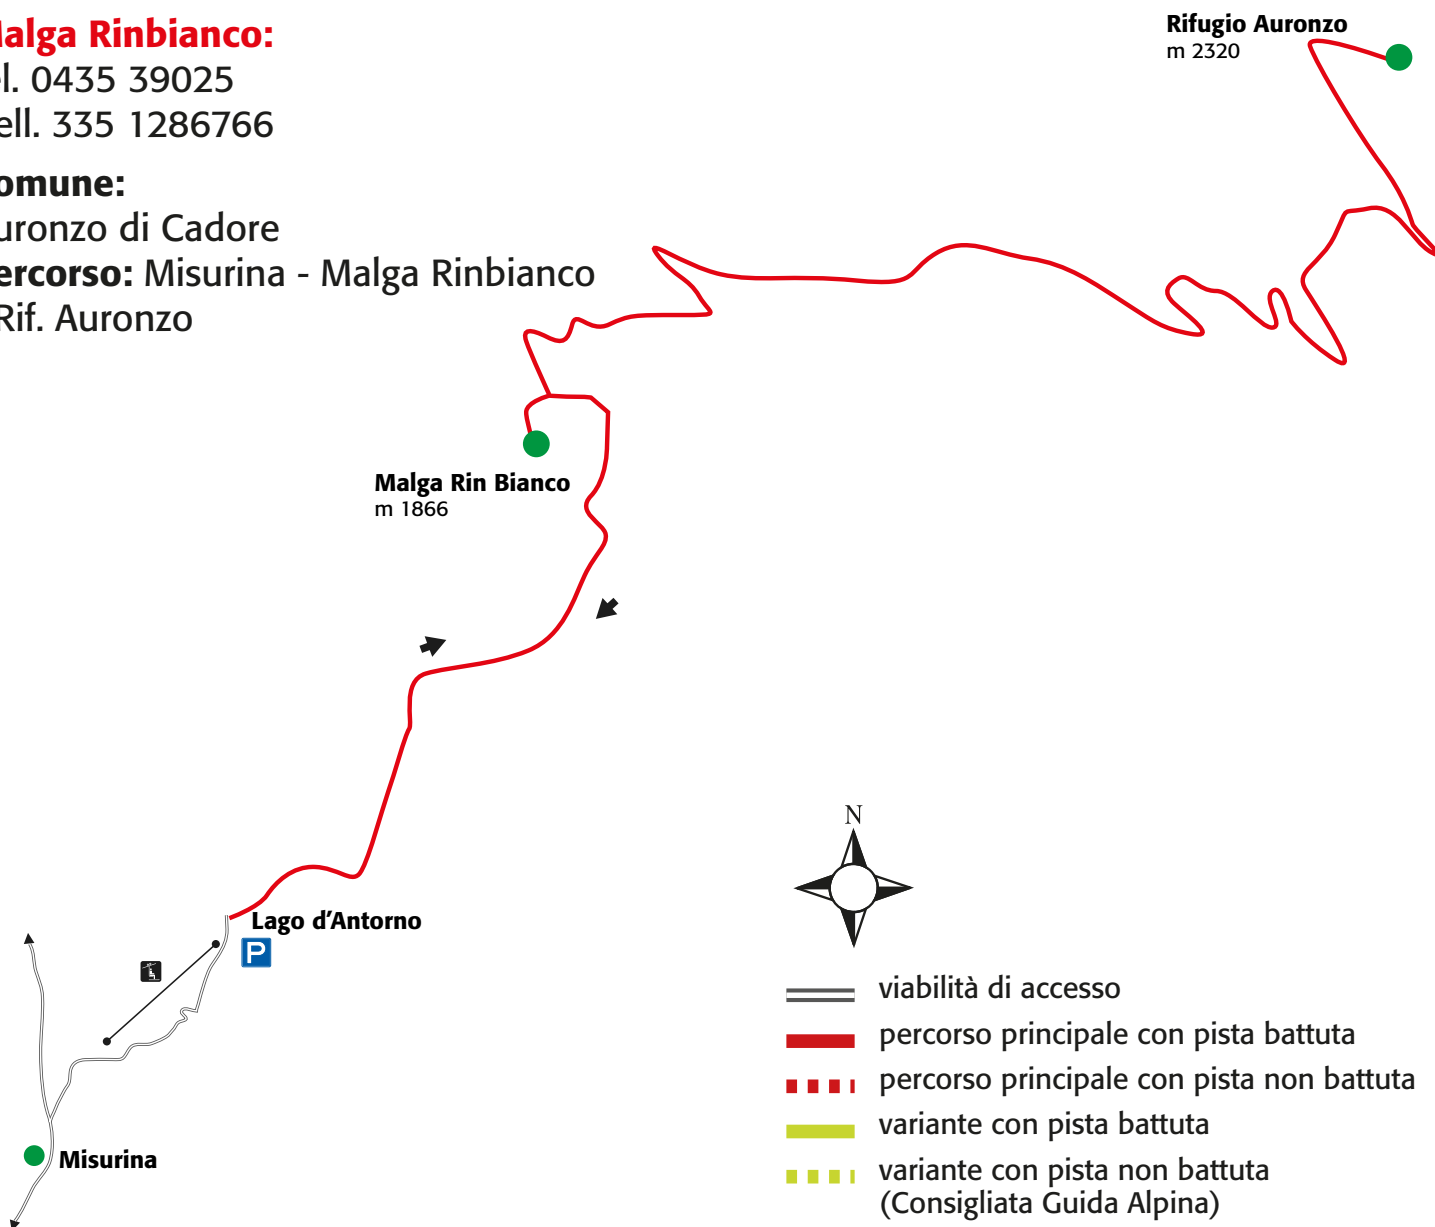 Malga Rinbianco:
el. 0435 39025
ell. 335 1286766
omune:
uronzo di Cadore
ercorso: Misurina - Malga Rinbianco
Rif. Auronzo
Rifugio Auronzo
m 2320
Malga Rin Bianco
m 1866
Lago d'Antorno
P
Misurina
N
viabilità di accesso
percorso principale con pista battuta
percorso principale con pista non battuta
variante con pista battuta
variante con pista non battuta
(Consigliata Guida Alpina)